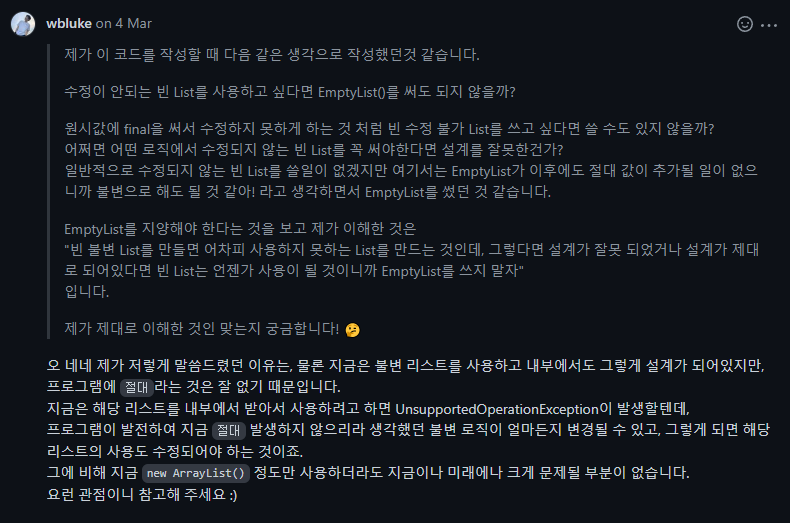 wbluke on 4 Mar
제가 이 코드를 작성할 때 다음 같은 생각으로 작성했던것 같습니다.
수정이 안되는 빈 List를 사용하고 싶다면 EmptyList()를 써도 되지 않을까?
원시값에 final을 써서 수정하지 못하게 하는 것 처럼 빈 수정 불가 List를 쓰고 싶다면 쓸 수도 있지 않을까?
어쩌면 어떤 로직에서 수정되지 않는 빈 List를 꼭 써야한다면 설계를 잘못한건가?
일반적으로 수정되지 않는 빈 List를 쓸일이 없겠지만 여기서는 EmptyList가 이후에도 절대 값이 추가될 일이 없으
니까 불변으로 해도 될 것 같아! 라고 생각하면서 EmptyList를 썼던 것 같습니다.
EmptyList를 지양해야 한다는 것을 보고 제가 이해한 것은
"빈 불변 List를 만들면 어차피 사용하지 못하는 List를 만드는 것인데, 그렇다면 설계가 잘못 되었거나 설계가 제대
로 되어있다면 빈 List는 언젠가 사용이 될 것이니까 EmptyList를 쓰지 말자"
입니다.
제가 제대로 이해한 것인 맞는지 궁금합니다! 🤔
오 네네 제가 저렇게 말씀드렸던 이유는, 물론 지금은 불변 리스트를 사용하고 내부에서도 그렇게 설계가 되어있지만,
프로그램에 절대 라는 것은 잘 없기 때문입니다.
지금은 해당 리스트를 내부에서 받아서 사용하려고 하면 UnsupportedOperationException이 발생할텐데,
프로그램이 발전하여 지금 절대 발생하지 않으리라 생각했던 불변 로직이 얼마든지 변경될 수 있고, 그렇게 되면 해당
리스트의 사용도 수정되어야 하는 것이죠.
그에 비해 지금 new ArrayList() 정도만 사용하더라도 지금이나 미래에나 크게 문제될 부분이 없습니다.
요런 관점이니 참고해 주세요 :)